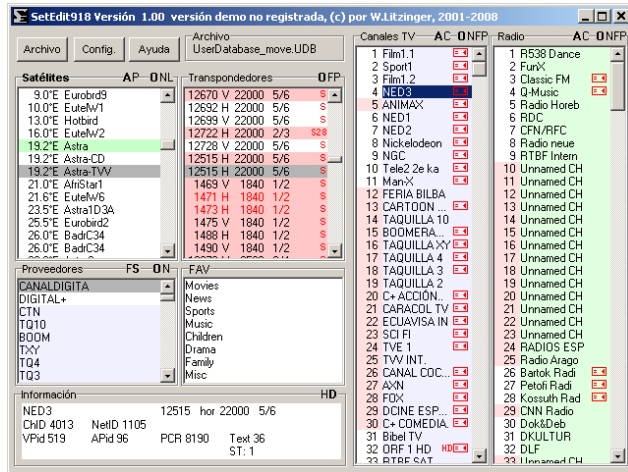 SetEdit918 Versión 1.00 versión demo no registrada, (c) por W.Litzinger, 2001-2008
Archivo Config. Ayuda
Archivo
UserDatabase_move.UDB
Satélites AP ONL
9.0°E Eurobrd9
10.0°E EutelW1
13.0°E Hotbird
16.0°E EutelW2
19.2°E Astra
19.2°E Astra-CD
19.2°E Astra-TVV
21.0°E AfriStar1
21.6°E EutelW6
23.5°E Astra1D3A
25.5°E Eurobird2
26.0°E BadrC34
26.0°E BadrC34
Transpondedores OFP
12670 V 22000 5/6 S
12692 H 22000 5/6 S
12699 V 22000 5/6 S
12722 H 22000 2/3 S28
12728 V 22000 5/6 S
12515 H 22000 5/6 S
12515 H 22000 5/6
1469 V 1840 1/2 S
1471 H 1840 1/2 S
1473 H 1840 1/2 S
1475 V 1840 1/2 S
1488 H 1840 1/2 S
1490 V 1840 1/2 S
Proveedores FS ON
CANALDIGITA
DIGITAL+
CTN
TQ10
BOOM
TXY
TQ4
TQ3
FAV
Movies
News
Sports
Music
Children
Drama
Family
Misc
Información HD
NED3 12515 hor 22000 5/6
ChID 4013 NetID 1105
VPid 519 APid 96 PCR 8190 Text 36
ST: 1
Canales TV AC ONFP
1 Film1.1
2 Sport1
3 Film1.2
4 NED3
5 ANIMAX
6 NED1
7 NED2
8 Nickelodeon
9 NGC
10 Tele2 2e ka
11 Man-X
12 FERIA BILBA
13 CARTOON ...
14 TAQUILLA 10
15 BOOMERA...
16 TAQUILLA XY
17 TAQUILLA 4
18 TAQUILLA 3
19 TAQUILLA 2
20 C+ ACCIÓN..
21 CARACOL TV
22 ECUAVISA IN
23 SCI FI
24 TVE 1
25 TVV INT.
26 CANAL COC...
27 AXN
28 FOX
29 DCINE ESP...
30 C+ COMEDIA.
31 Bibel TV
32 ORF 1 HD HD
33 RTBF SAT
Radio AC ONFP
1 R538 Dance
2 FunX
3 Classic FM
4 Q-Music
5 Radio Horeb
6 RDC
7 CFN/RFC
8 Radio neue
9 RTBF Intern
10 Unnamed CH
11 Unnamed CH
12 Unnamed CH
13 Unnamed CH
14 Unnamed CH
15 Unnamed CH
16 Unnamed CH
17 Unnamed CH
18 Unnamed CH
19 Unnamed CH
20 Unnamed CH
21 Unnamed CH
22 Unnamed CH
23 Unnamed CH
24 RADIOS ESP
25 Radio Arago
26 Bartok Radi
27 Petofi Radi
28 Kossuth Rad
29 CNN Radio
30 Dok&Deb
31 DKULTUR
32 DLF
33 Unnamed CH